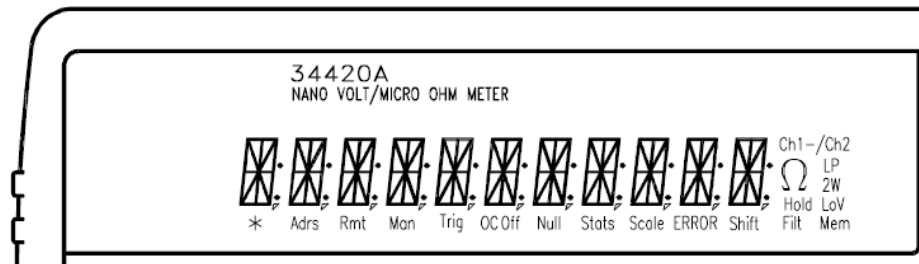 34420A
NANO VOLT/MICRO OHM METER
Ch1-/Ch2
Ω LP
2W
Hold LoV
* Adrs Rmt Man Trig OC Off Null Stats Scale ERROR Shift Filt Mem